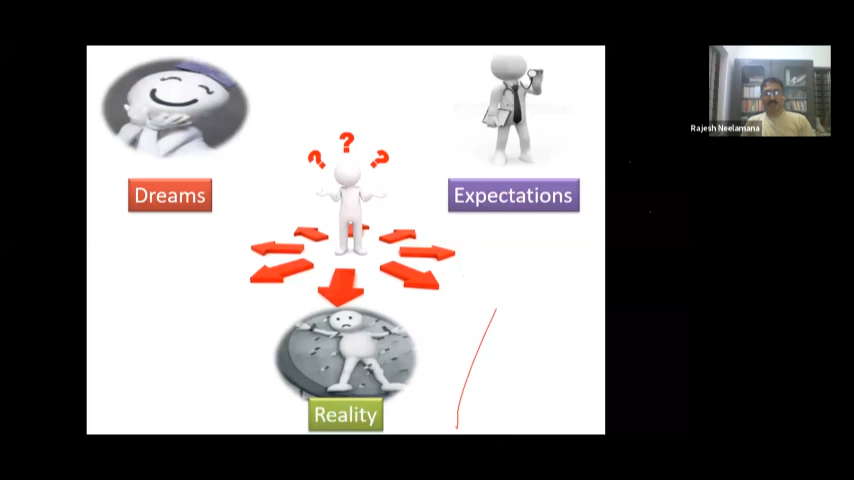 ? ? ?
Rajesh Neelamana
Dreams
Expectations
Reality